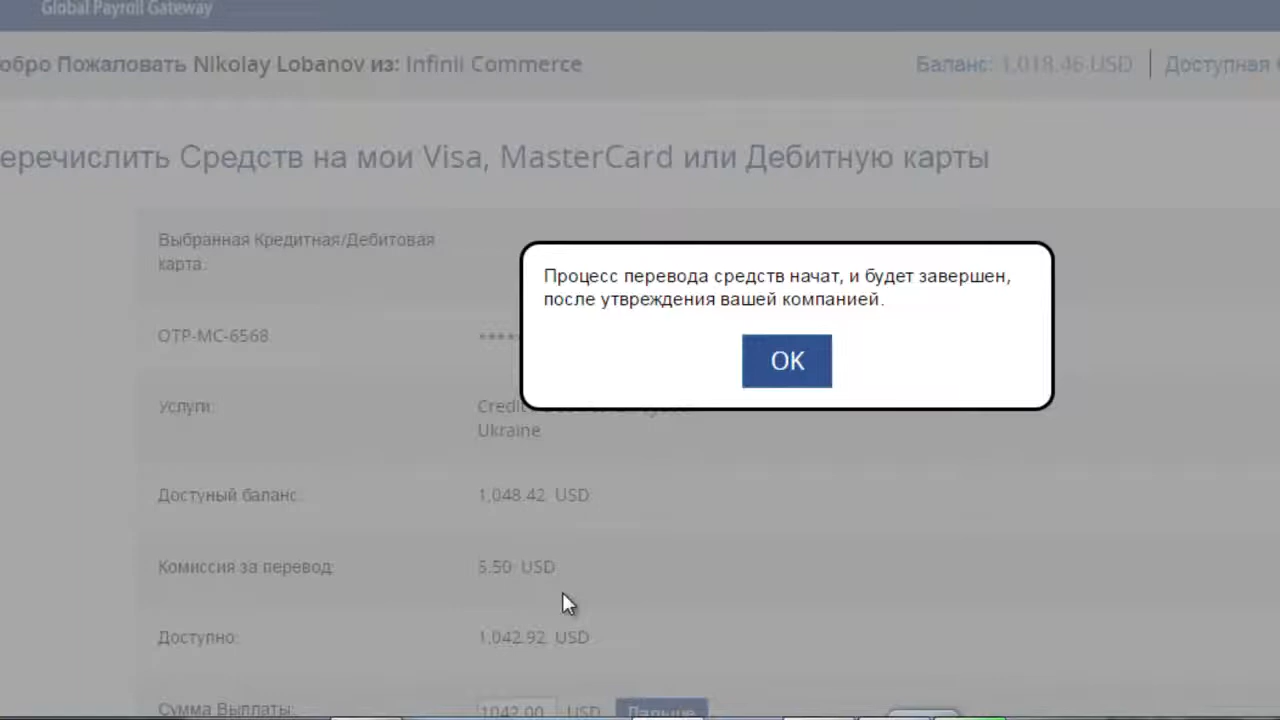 Global Payroll Gateway
обро Пожаловать Nikolay Lobanov из: Infinii Commerce
Баланс: 1,018.46 USD
Доступная
еречислить Средств на мои Visa, MasterCard или Дебитную карты
Выбранная Кредитная/Дебитовая
карта:
Процесс перевода средств начат, и будет завершен,
после утвреждения вашей компанией.
OK
OTP-MC-6568
Услуги:
Credit
Ukraine
Достуный баланс:
1,048.42 USD
Комиссия за перевод:
5.50 USD
Доступно:
1,042.92 USD
Сумма Выплаты:
1042.00 USD
Дальше